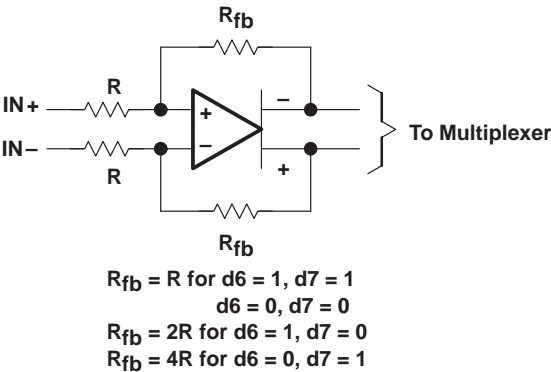 Rfb
R
IN+
+
–
IN–
–
+
To Multiplexer
R
Rfb
Rfb = R for d6 = 1, d7 = 1
d6 = 0, d7 = 0
Rfb = 2R for d6 = 1, d7 = 0
Rfb = 4R for d6 = 0, d7 = 1